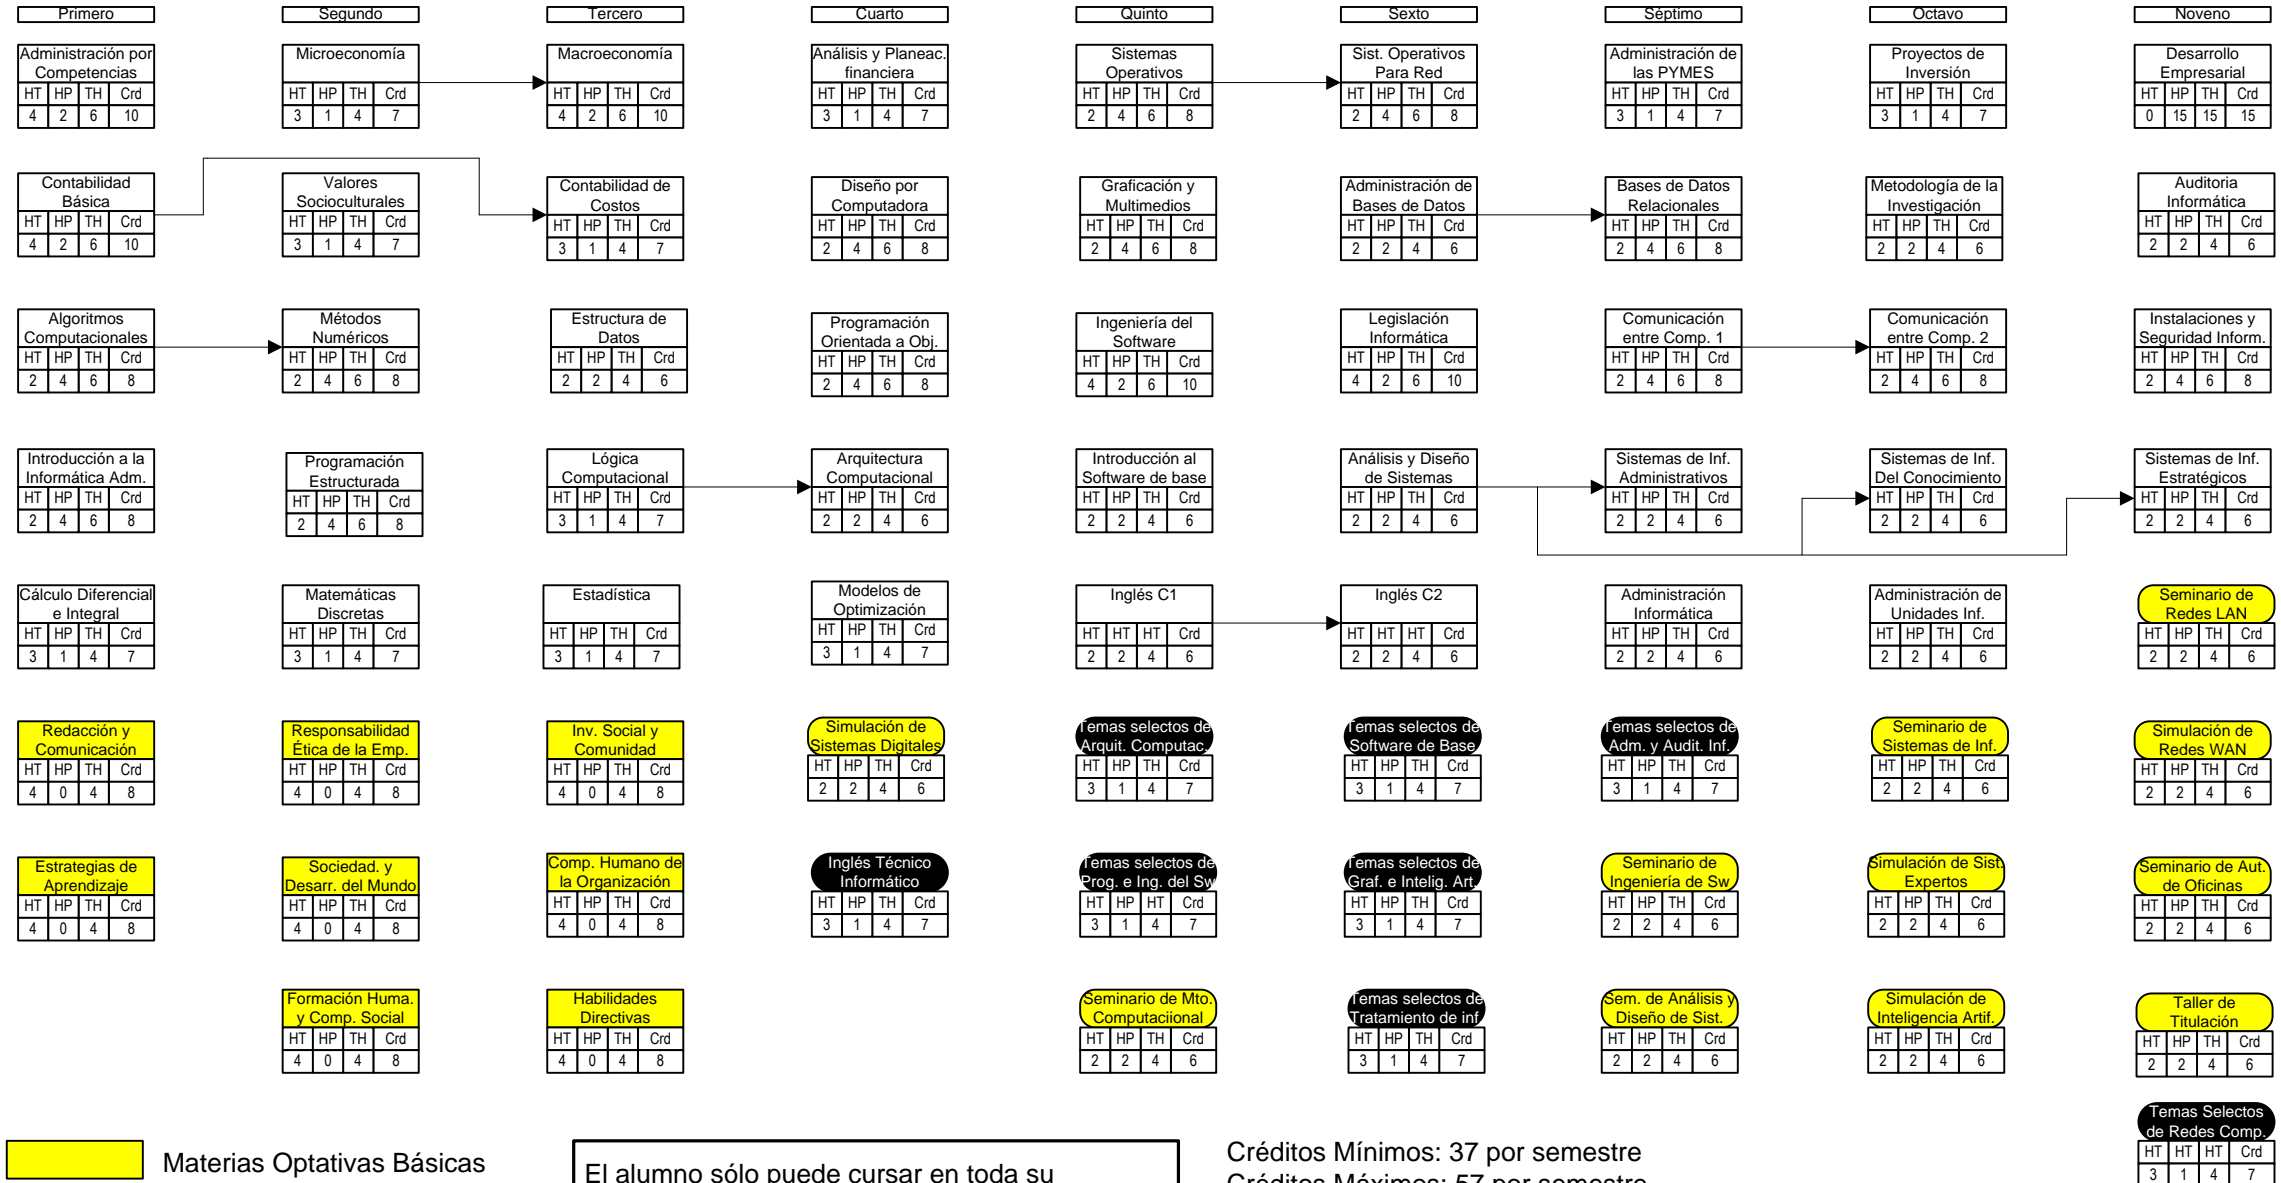 Primero Segundo Tercero Cuarto Quinto Sexto Séptimo Octavo Noveno
Administración por Microeconomía Macroeconomía Análisis y Planeac. Sistemas Sist. Operativos Administración de Proyectos de Desarrollo
Competencias financiera Operativos Para Red las PYMES Inversión Empresarial
HT HP TH Crd HT HP TH Crd HT HP TH Crd HT HP TH Crd HT HP TH Crd HT HP TH Crd HT HP TH Crd HT HP TH Crd HT HP TH Crd
4 2 6 10 3 1 4 7 4 2 6 10 3 1 4 7 2 4 6 8 2 4 6 8 3 1 4 7 3 1 4 7 0 15 15 15
Contabilidad Valores Contabilidad de Diseño por Graficación y Administración de Bases de Datos Metodología de la Auditoria
Básica Socioculturales Costos Computadora Multimedios Bases de Datos Relacionales Investigación Informática
HT HP TH Crd HT HP TH Crd HT HP TH Crd HT HP TH Crd HT HP TH Crd HT HP TH Crd HT HP TH Crd HT HP TH Crd HT HP TH Crd
4 2 6 10 3 1 4 7 3 1 4 7 2 4 6 8 2 4 6 8 2 2 4 6 2 4 6 8 2 2 4 6 2 2 4 6
Algoritmos Métodos Estructura de Programación Ingeniería del Legislación Comunicación Comunicación Instalaciones y
Computacionales Numéricos Datos Orientada a Obj. Software Informática entre Comp. 1 entre Comp. 2 Seguridad Inform.
HT HP TH Crd HT HP TH Crd HT HP TH Crd HT HP TH Crd HT HP TH Crd HT HP TH Crd HT HP TH Crd HT HP TH Crd HT HP TH Crd
2 4 6 8 2 4 6 8 2 2 4 6 2 4 6 8 4 2 6 10 4 2 6 10 2 4 6 8 2 4 6 8 2 4 6 8
Introducción a la Programación Lógica Arquitectura Introducción al Análisis y Diseño Sistemas de Inf. Sistemas de Inf. Sistemas de Inf.
Informática Adm. Estructurada Computacional Computacional Software de base de Sistemas Administrativos Del Conocimiento Estratégicos
HT HP TH Crd HT HP TH Crd HT HP TH Crd HT HP TH Crd HT HP TH Crd HT HP TH Crd HT HP TH Crd HT HP TH Crd HT HP TH Crd
2 4 6 8 2 4 6 8 3 1 4 7 2 2 4 6 2 2 4 6 2 2 4 6 2 2 4 6 2 2 4 6 2 2 4 6
Cálculo Diferencial Matemáticas Estadística Modelos de Inglés C1 Inglés C2 Administración Administración de Seminario de
e Integral Discretas Optimización Informática Unidades Inf. Redes LAN
HT HP TH Crd HT HP TH Crd HT HP TH Crd HT HP TH Crd HT HT HT Crd HT HT HT Crd HT HP TH Crd HT HP TH Crd HT HP TH Crd
3 1 4 7 3 1 4 7 3 1 4 7 3 1 4 7 2 2 4 6 2 2 4 6 2 2 4 6 2 2 4 6 2 2 4 6
Redacción y Responsabilidad Inv. Social y Simulación de Temas selectos de Temas selectos de Temas selectos de Seminario de Simulación de
Comunicación Ética de la Emp. Comunidad Sistemas Digitales Arquit. Computac. Software de Base Adm. y Audit. Inf. Sistemas de Inf. Redes WAN
HT HP TH Crd HT HP TH Crd HT HP TH Crd HT HP TH Crd HT HP TH Crd HT HP TH Crd HT HP TH Crd HT HP TH Crd HT HP TH Crd
4 0 4 8 4 0 4 8 4 0 4 8 2 2 4 6 3 1 4 7 3 1 4 7 3 1 4 7 2 2 4 6 2 2 4 6
Estrategias de Sociedad. y Comp. Humano de Inglés Técnico Temas selectos de Temas selectos de Seminario de Simulación de Sist. Seminario de Aut.
Aprendizaje Desarr. del Mundo la Organización Informático Prog. e Ing. del Sw Graf. e Intelig. Art. Ingeniería de Sw Expertos de Oficinas
HT HP TH Crd HT HP TH Crd HT HP TH Crd HT HP TH Crd HT HP HT Crd HT HP TH Crd HT HP TH Crd HT HP TH Crd HT HP TH Crd
4 0 4 8 4 0 4 8 4 0 4 8 3 1 4 7 3 1 4 7 3 1 4 7 2 2 4 6 2 2 4 6 2 2 4 6
Formación Huma. Habilidades Seminario de Mto. Temas selectos de Sem. de Análisis y Simulación de Taller de
y Comp. Social Directivas Computaciional Tratamiento de inf Diseño de Sist. Inteligencia Artif. Titulación
HT HP TH Crd HT HP TH Crd HT HP TH Crd HT HP TH Crd HT HP TH Crd HT HP TH Crd HT HP TH Crd
4 0 4 8 4 0 4 8 2 2 4 6 3 1 4 7 2 2 4 6 2 2 4 6 2 2 4 6
Temas Selectos
de Redes Comp.
HT HT HT Crd
3 1 4 7
Materias Optativas Básicas
El alumno sólo puede cursar en toda su
Créditos Mínimos: 37 por semestre
Créditos Máximos: 57 por semestre